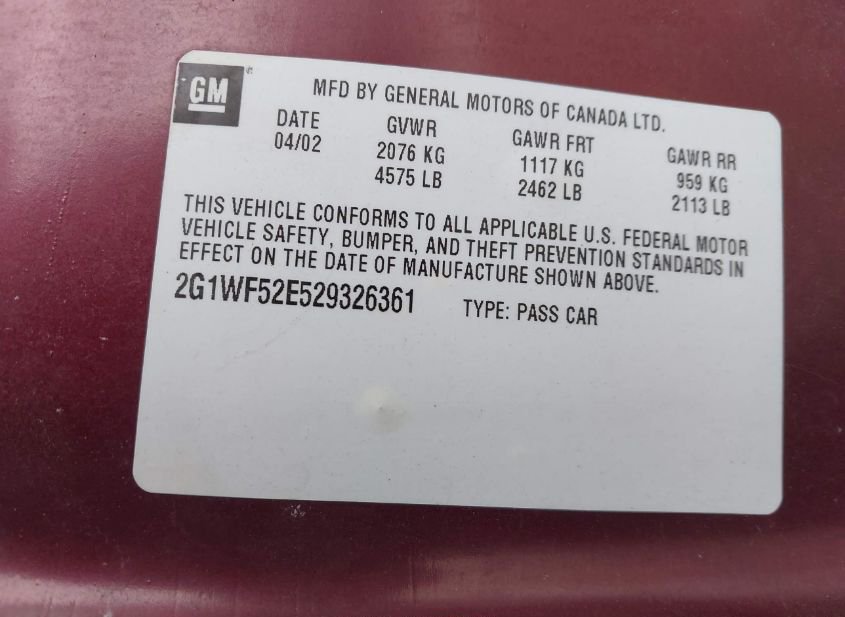 GM
MFD BY GENERAL MOTORS OF CANADA LTD.
DATE GVWR GAWR FRT GAWR RR
04/02 2076 KG 1117 KG 959 KG
4575 LB 2462 LB 2113 LB
THIS VEHICLE CONFORMS TO ALL APPLICABLE U.S. FEDERAL MOTOR
VEHICLE SAFETY, BUMPER, AND THEFT PREVENTION STANDARDS IN
EFFECT ON THE DATE OF MANUFACTURE SHOWN ABOVE.
2G1WF52E529326361 TYPE: PASS CAR